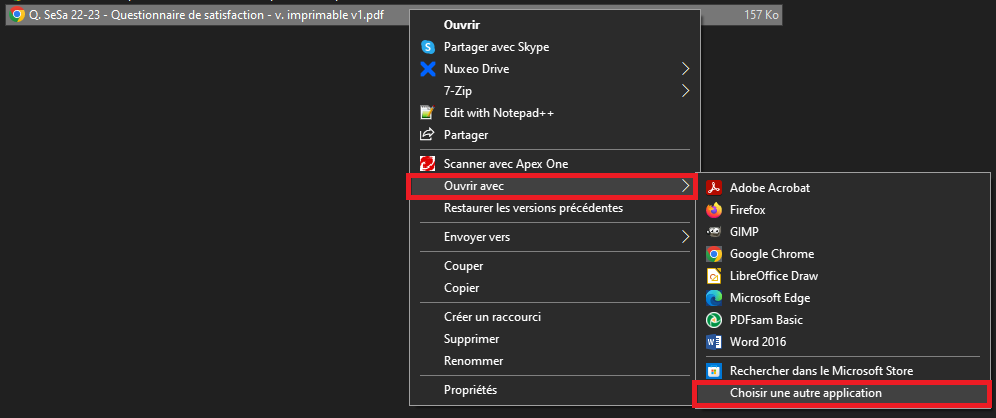 Q. SeSa 22-23 - Questionnaire de satisfaction - v. imprimable v1.pdf 157 Ko
Ouvrir
Partager avec Skype
Nuxeo Drive
7-Zip
Edit with Notepad++
Partager
Scanner avec Apex One
Ouvrir avec
Restaurer les versions précédentes
Envoyer vers
Couper
Copier
Créer un raccourci
Supprimer
Renommer
Propriétés
Adobe Acrobat
Firefox
GIMP
Google Chrome
LibreOffice Draw
Microsoft Edge
PDFsam Basic
Word 2016
Rechercher dans le Microsoft Store
Choisir une autre application